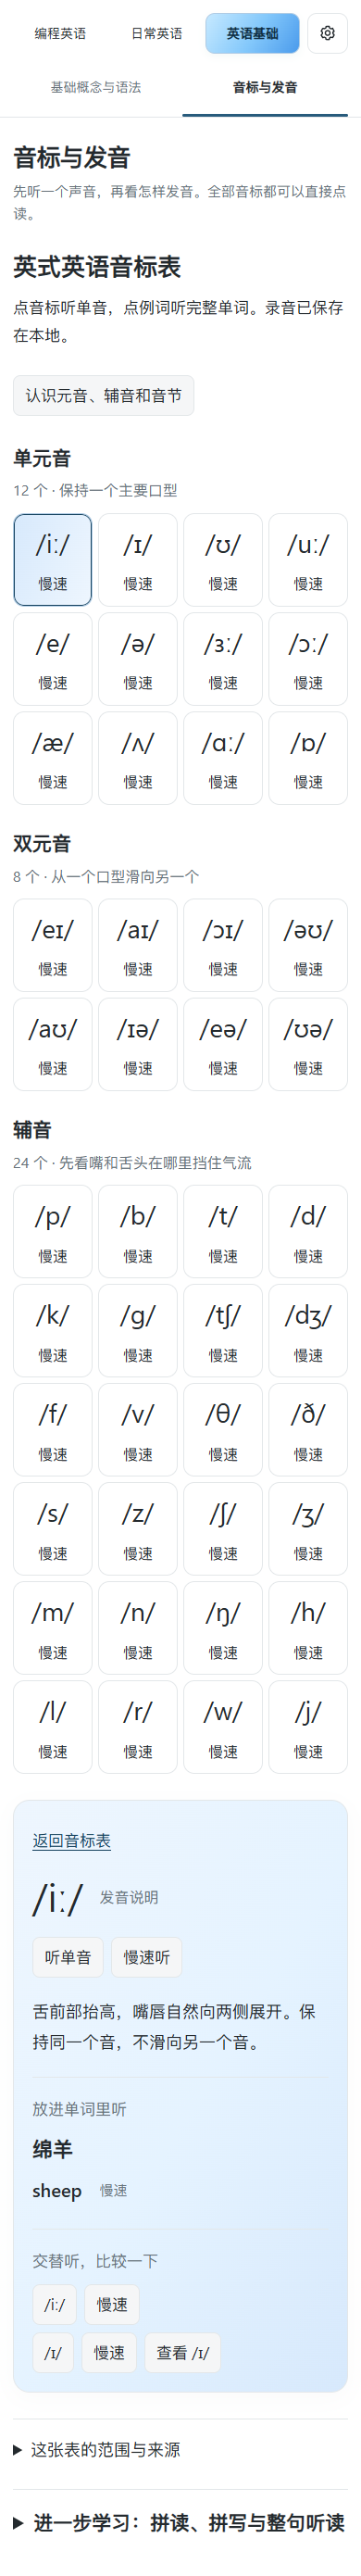 编程英语 日常英语 英语基础
基础概念与语法 音标与发音
音标与发音
先听一个声音，再看怎样发音。全部音标都可以直接点
读。
英式英语音标表
点音标听单音，点例词听完整单词。录音已保存
在本地。
认识元音、辅音和音节
单元音
12 个 · 保持一个主要口型
/iː/ /ɪ/ /ʊ/ /uː/
慢速 慢速 慢速 慢速
/e/ /ə/ /ɜː/ /ɔː/
慢速 慢速 慢速 慢速
/æ/ /ʌ/ /ɑː/ /ɒ/
慢速 慢速 慢速 慢速
双元音
8 个 · 从一个口型滑向另一个
/eɪ/ /aɪ/ /ɔɪ/ /əʊ/
慢速 慢速 慢速 慢速
/aʊ/ /ɪə/ /eə/ /ʊə/
慢速 慢速 慢速 慢速
辅音
24 个 · 先看嘴和舌头在哪里挡住气流
/p/ /b/ /t/ /d/
慢速 慢速 慢速 慢速
/k/ /g/ /tʃ/ /dʒ/
慢速 慢速 慢速 慢速
/f/ /v/ /θ/ /ð/
慢速 慢速 慢速 慢速
/s/ /z/ /ʃ/ /ʒ/
慢速 慢速 慢速 慢速
/m/ /n/ /ŋ/ /h/
慢速 慢速 慢速 慢速
/l/ /r/ /w/ /j/
慢速 慢速 慢速 慢速
返回音标表
/iː/ 发音说明
听单音 慢速听
舌前部抬高，嘴唇自然向两侧展开。保
持同一个音，不滑向另一个音。
放进单词里听
绵羊
sheep 慢速
交替听，比较一下
/iː/ 慢速
/ɪ/ 慢速 查看 /ɪ/
这张表的范围与来源
进一步学习：拼读、拼写与整句听读